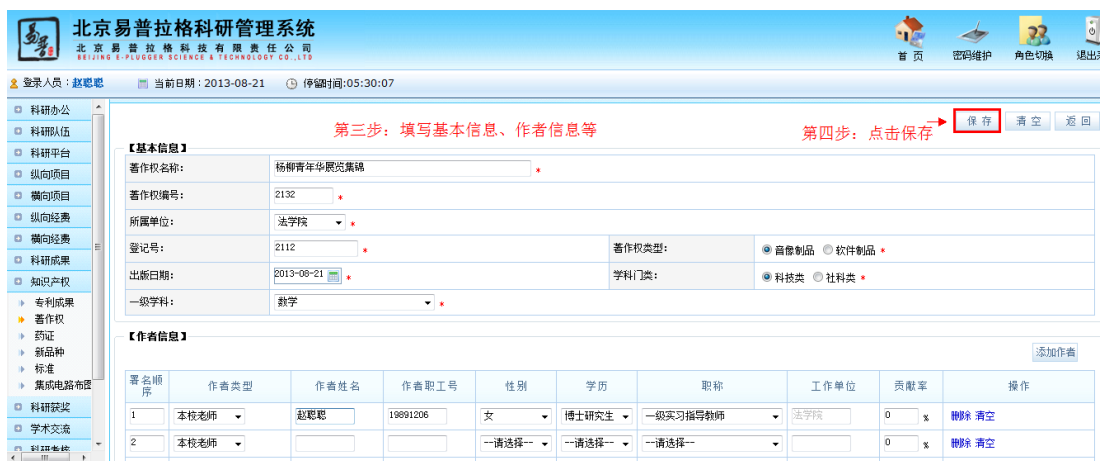 北京易普拉格科研管理系统
北京易普拉格科技有限责任公司
BEIJING E-PLUGGER SCIENCE & TECHNOLOGY CO.,LTD
首页 密码维护 角色切换
登录人员：赵聪聪 当前日期：2013-08-21 停留时间:05:30:07
科研办公
科研队伍
科研平台
纵向项目
横向项目
纵向经费
横向经费
科研成果
知识产权
专利成果
著作权
药证
新品种
标准
集成电路布图
科研获奖
学术交流
科研考核
第三步：填写基本信息、作者信息等
第四步：点击保存
保存 清空 返回
【基本信息】
著作权名称： 杨柳青年华展览集锦 *
著作权编号： 2132 *
所属单位： 法学院 *
登记号： 2112 * 著作权类型： 音像制品 软件制品 *
出版日期： 2013-08-21 * 学科门类： 科技类 社科类 *
一级学科： 数学 *
【作者信息】
添加作者
署名顺序 作者类型 作者姓名 作者职工号 性别 学历 职称 工作单位 贡献率 操作
1 本校老师 赵聪聪 19891206 女 博士研究生 一级实习指导教师 法学院 0 % 删除 清空
2 本校老师 --请选择-- --请选择-- --请选择-- 0 % 删除 清空